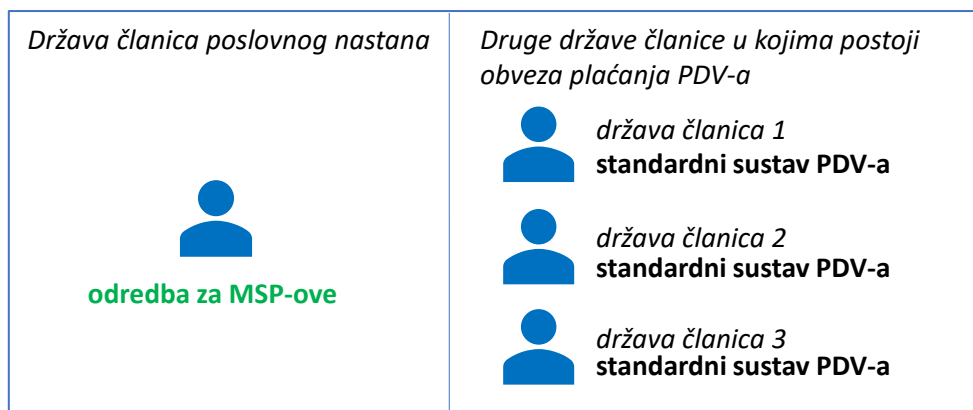 Država članica poslovnog nastana
odredba za MSP-ove
Druge države članice u kojima postoji
obveza plaćanja PDV-a
država članica 1
standardni sustav PDV-a
država članica 2
standardni sustav PDV-a
država članica 3
standardni sustav PDV-a